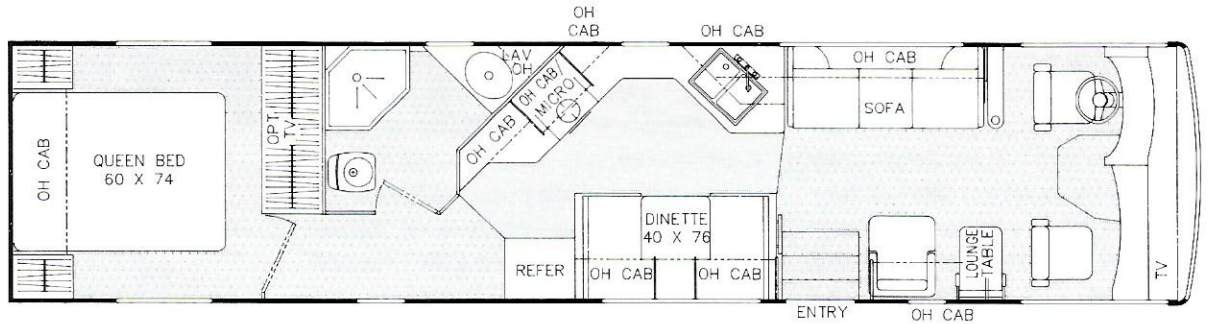 OH
CAB
OH CAB
OH CAB
QUEEN BED
60 X 74
OPT.
TV
LAV
OH
OH CAB/
MICRO
OH CAB
OH CAB
SOFA
DINETTE
40 X 76
OH CAB
OH CAB
REFER
LOUNGE
TABLE
TV
ENTRY
OH CAB